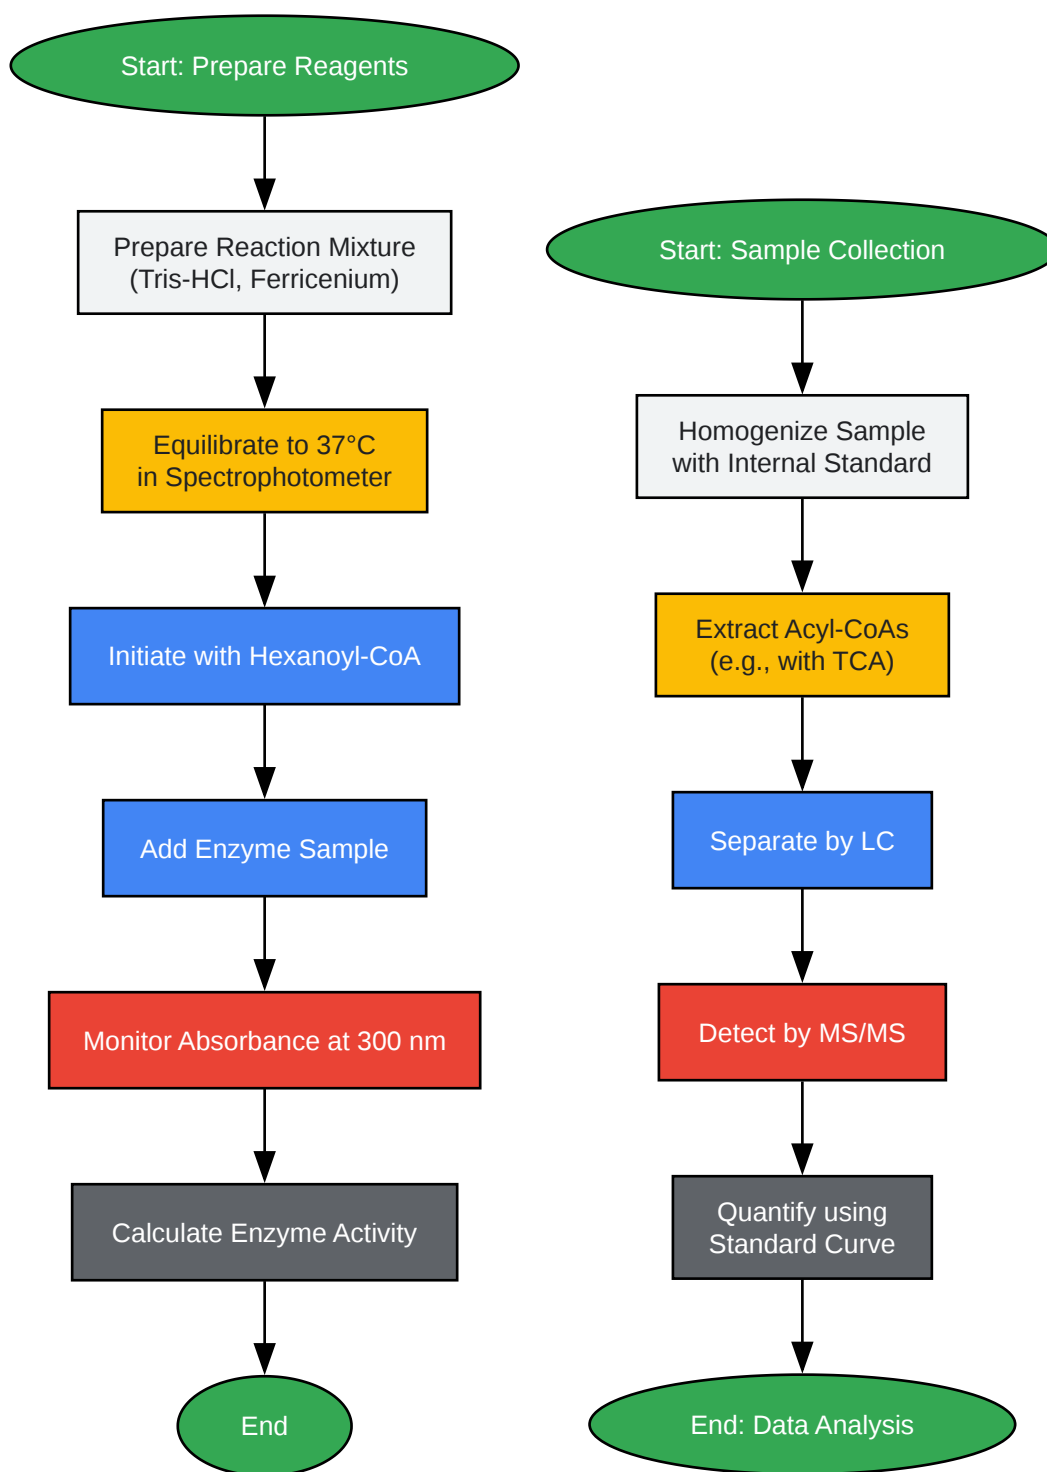 Start: Prepare Reagents
Prepare Reaction Mixture
(Tris-HCl, Ferricenium)
Equilibrate to 37°C
in Spectrophotometer
Initiate with Hexanoyl-CoA
Add Enzyme Sample
Monitor Absorbance at 300 nm
Calculate Enzyme Activity
End
Start: Sample Collection
Homogenize Sample
with Internal Standard
Extract Acyl-CoAs
(e.g., with TCA)
Separate by LC
Detect by MS/MS
Quantify using
Standard Curve
End: Data Analysis